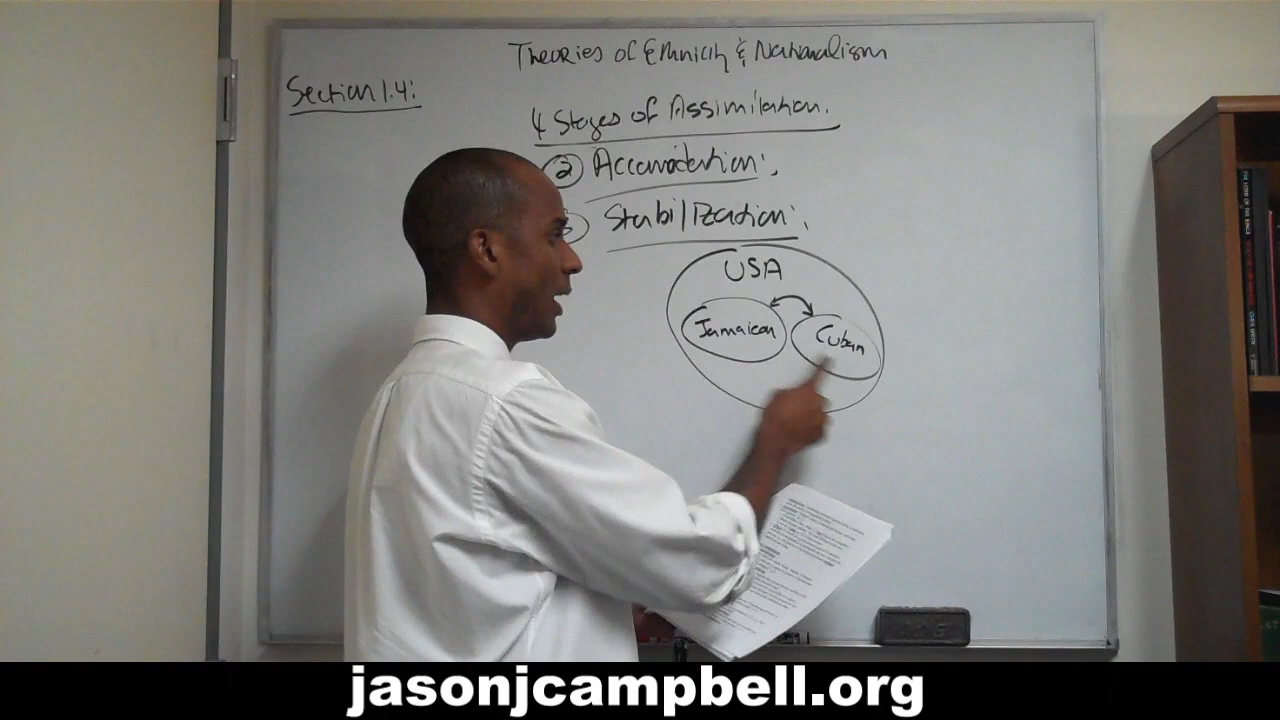 Theories of Ethnicity & Nationalism
Section 1.4:
4 Stages of Assimilation.
② Accomodation:
Stabilization:
USA
Jamaican
Cuban
jasonjcampbell.org